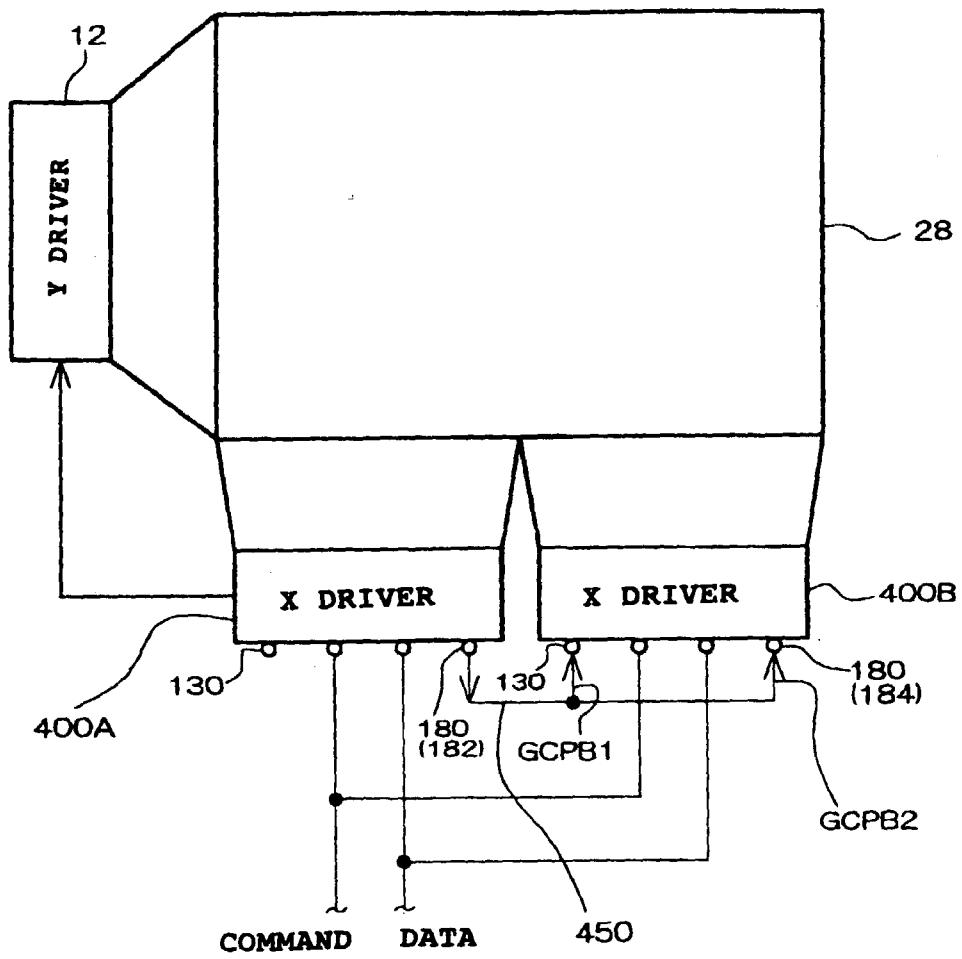 12
Y DRIVER
28
X DRIVER
X DRIVER
400B
130
130
180
(184)
400A
180
(182)
GCPB1
GCPB2
450
COMMAND
DATA